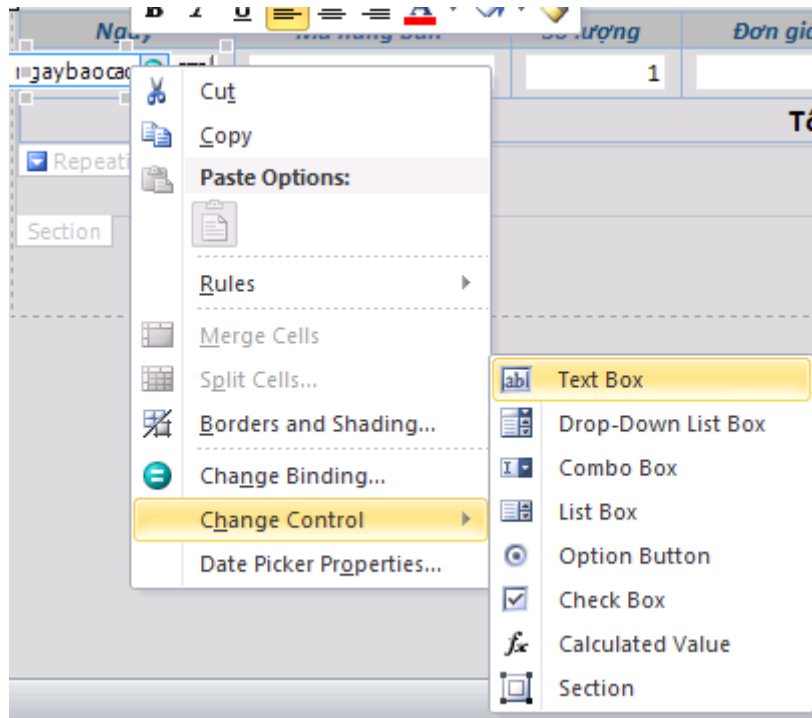 B I U A
Ngày Mã hàng bán Số lượng Đơn giá
ngaybaocao 1
Cut
Copy
Repeati
Paste Options:
Section
Rules
Merge Cells
Split Cells...
Borders and Shading...
Change Binding...
Change Control
Date Picker Properties...
Text Box
Drop-Down List Box
Combo Box
List Box
Option Button
Check Box
Calculated Value
Section